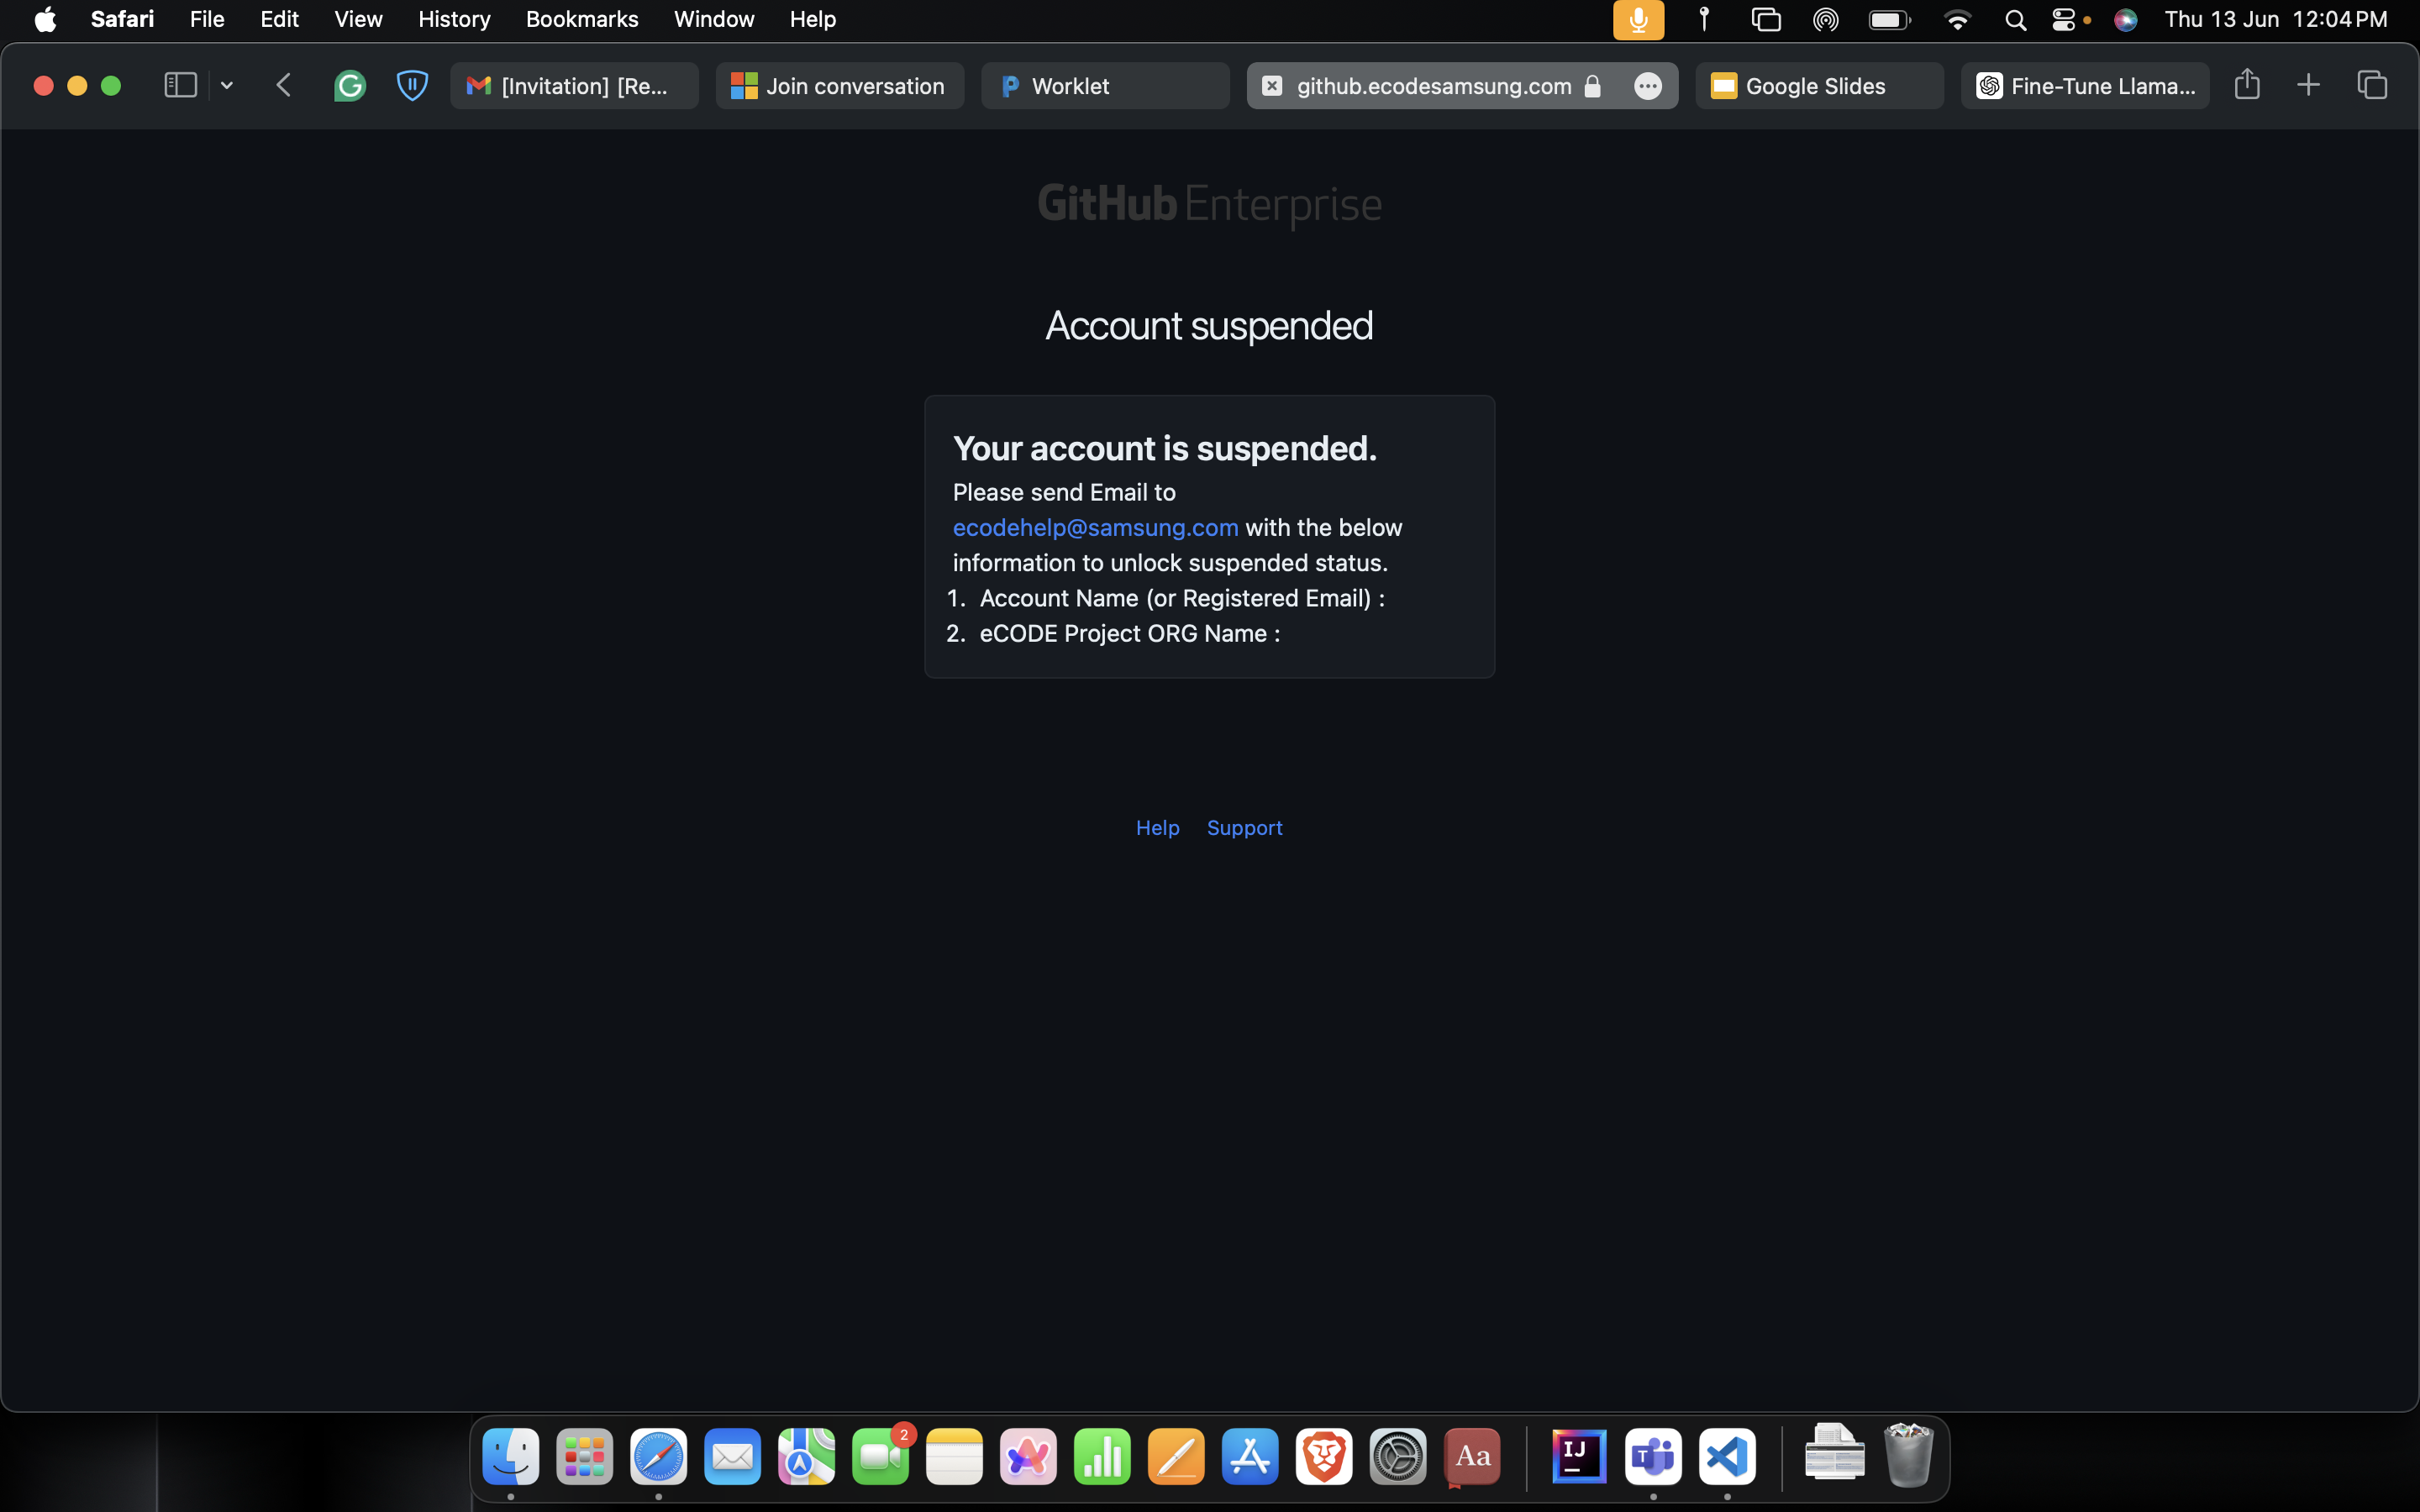 Safari File Edit View History Bookmarks Window Help Thu 13 Jun 12:04 PM
[Invitation] [Re... Join conversation Worklet github.ecodesamsung.com Google Slides Fine-Tune Llama...
GitHub Enterprise
Account suspended
Your account is suspended.
Please send Email to
ecodehelp@samsung.com with the below
information to unlock suspended status.
1. Account Name (or Registered Email) :
2. eCODE Project ORG Name :
Help Support
2
Aa
IJ
T